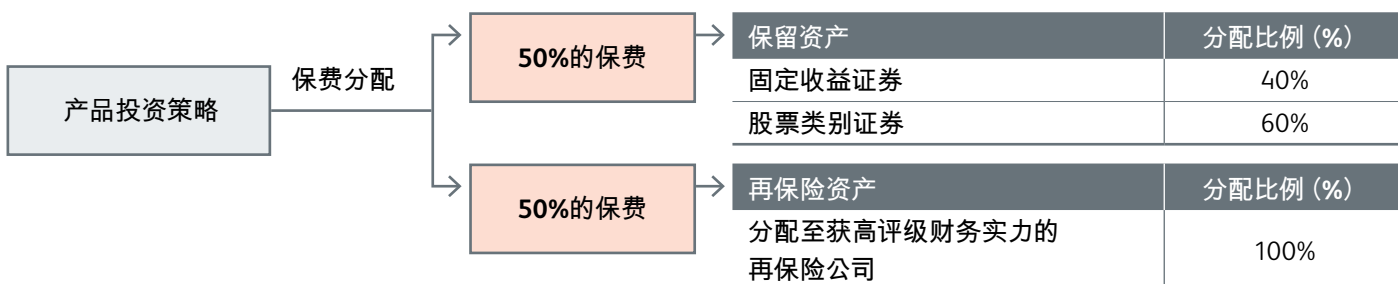 产品投资策略
保费分配
50%的保费
保留资产 分配比例 (%)
固定收益证券 40%
股票类别证券 60%
50%的保费
再保险资产 分配比例 (%)
分配至获高评级财务实力的
再保险公司 100%